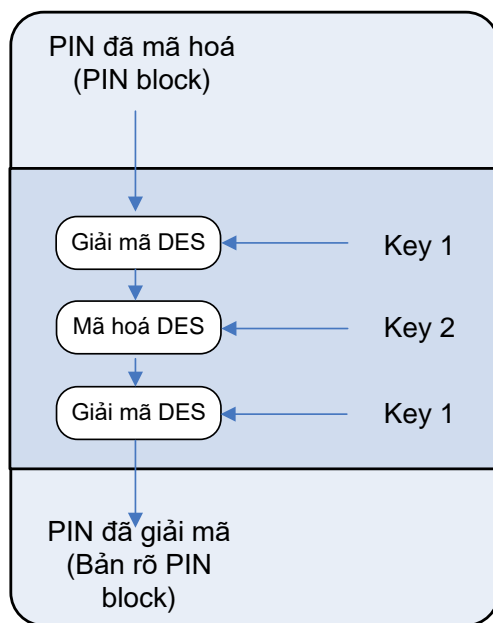 PIN đã mã hoá
(PIN block)
Giải mã DES
Key 1
Mã hoá DES
Key 2
Giải mã DES
Key 1
PIN đã giải mã
(Bản rõ PIN
block)